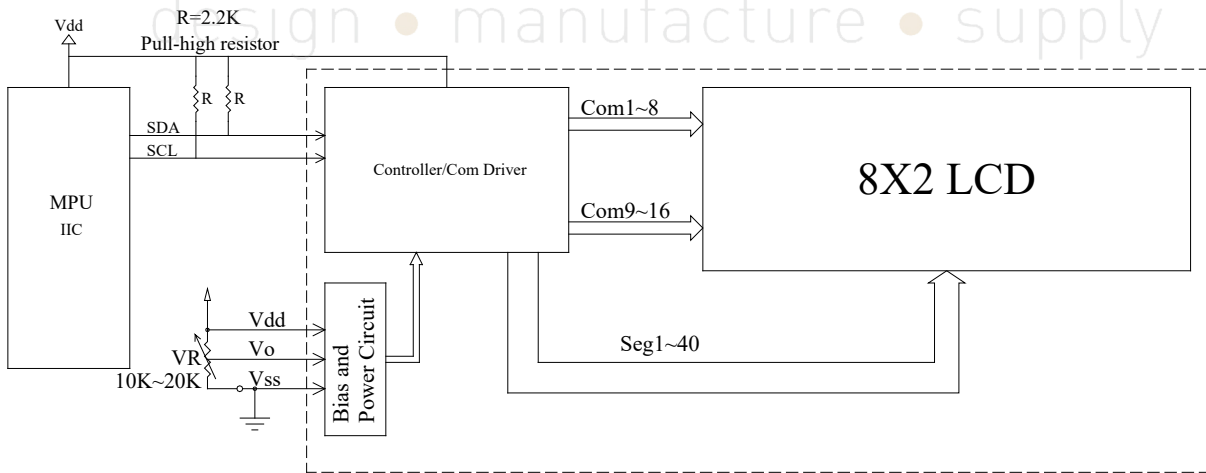 design • manufacture • supply
Vdd
R=2.2K
Pull-high resistor
R
R
SDA
SCL
MPU
IIC
Controller/Com Driver
Com1~8
Com9~16
8X2 LCD
Seg1~40
Vdd
Vo
Vss
VR
10K~20K
Bias and
Power Circuit